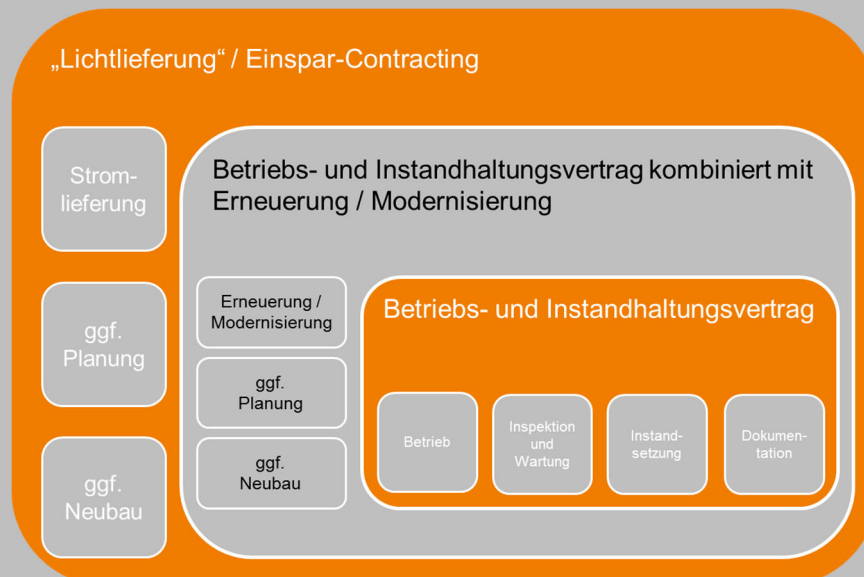 „Lichtlieferung“ / Einspar-Contracting
Strom-
lieferung
ggf.
Planung
ggf.
Neubau
Betriebs- und Instandhaltungsvertrag kombiniert mit
Erneuerung / Modernisierung
Erneuerung /
Modernisierung
ggf.
Planung
ggf.
Neubau
Betriebs- und Instandhaltungsvertrag
Betrieb
Inspektion
und
Wartung
Instand-
setzung
Dokumen-
tation